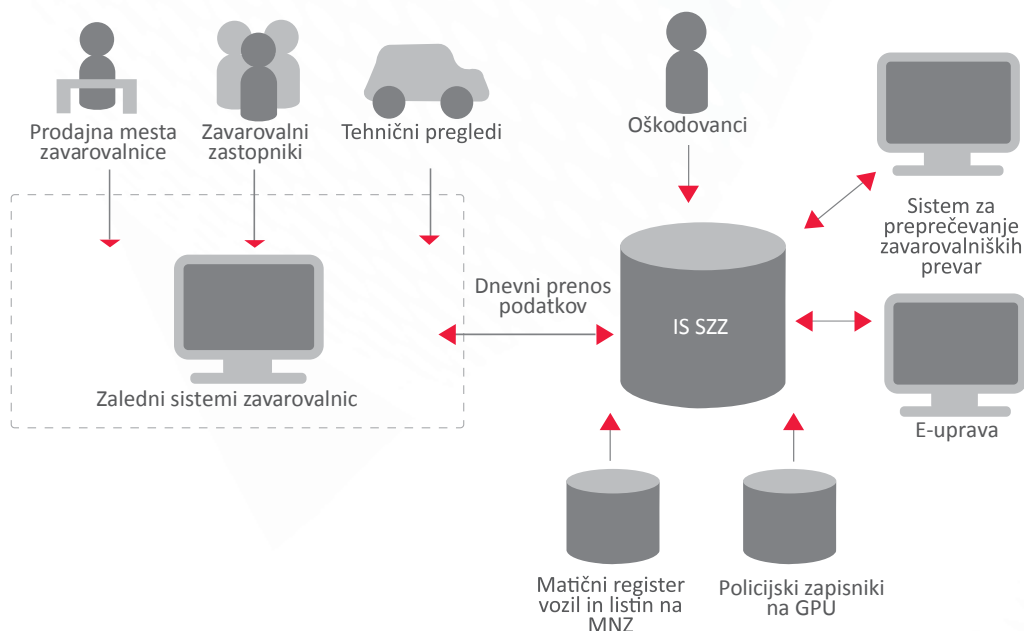 Prodajna mesta
zavarovalnice
Zavarovalni
zastopniki
Tehnični pregledi
Oškodovanci
Sistem za
preprečevanje
zavarovalniških
prevar
Dnevni prenos
podatkov
IS SZZ
Zaledni sistemi zavarovalnic
E-uprava
Matični register
vozil in listin na
MNZ
Policijski zapisniki
na GPU